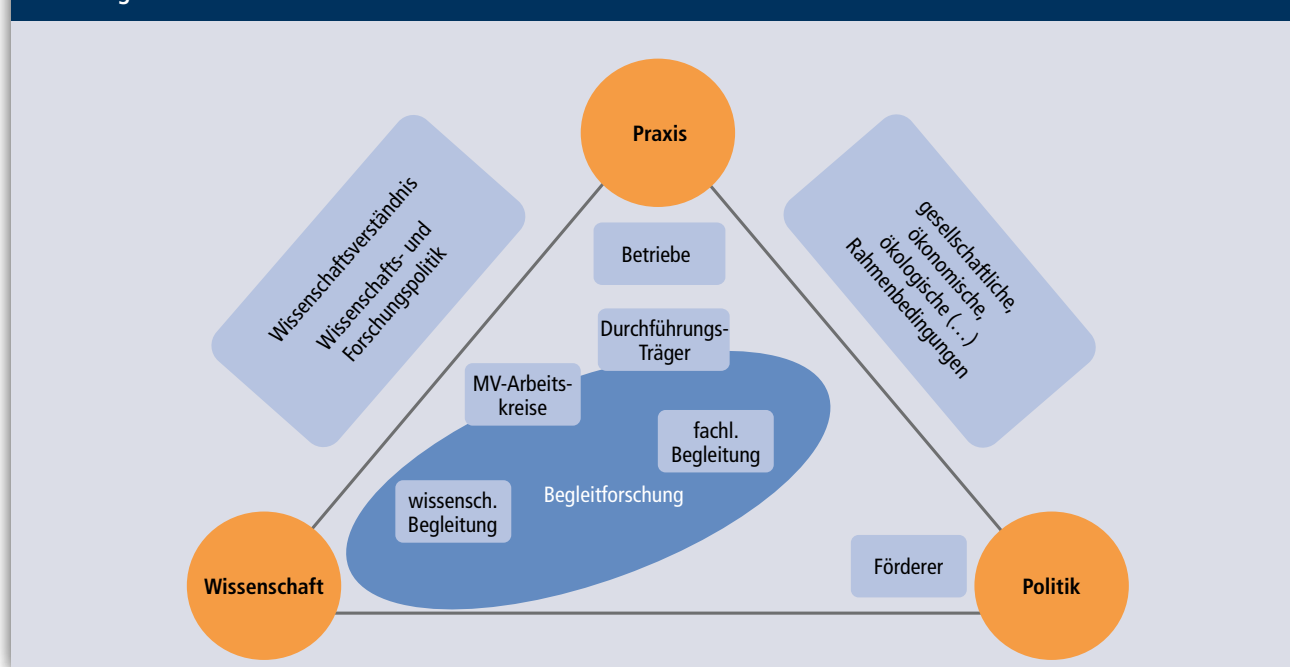 Praxis
Wissenschaftsverständnis
Wissenschafts- und
Forschungspolitik
gesellschaftliche,
ökonomische,
ökologische (…)
Rahmenbedingungen
Betriebe
Durchführungs-
Träger
MV-Arbeits-
kreise
fachl.
Begleitung
wissensch.
Begleitung
Begleitforschung
Förderer
Wissenschaft
Politik